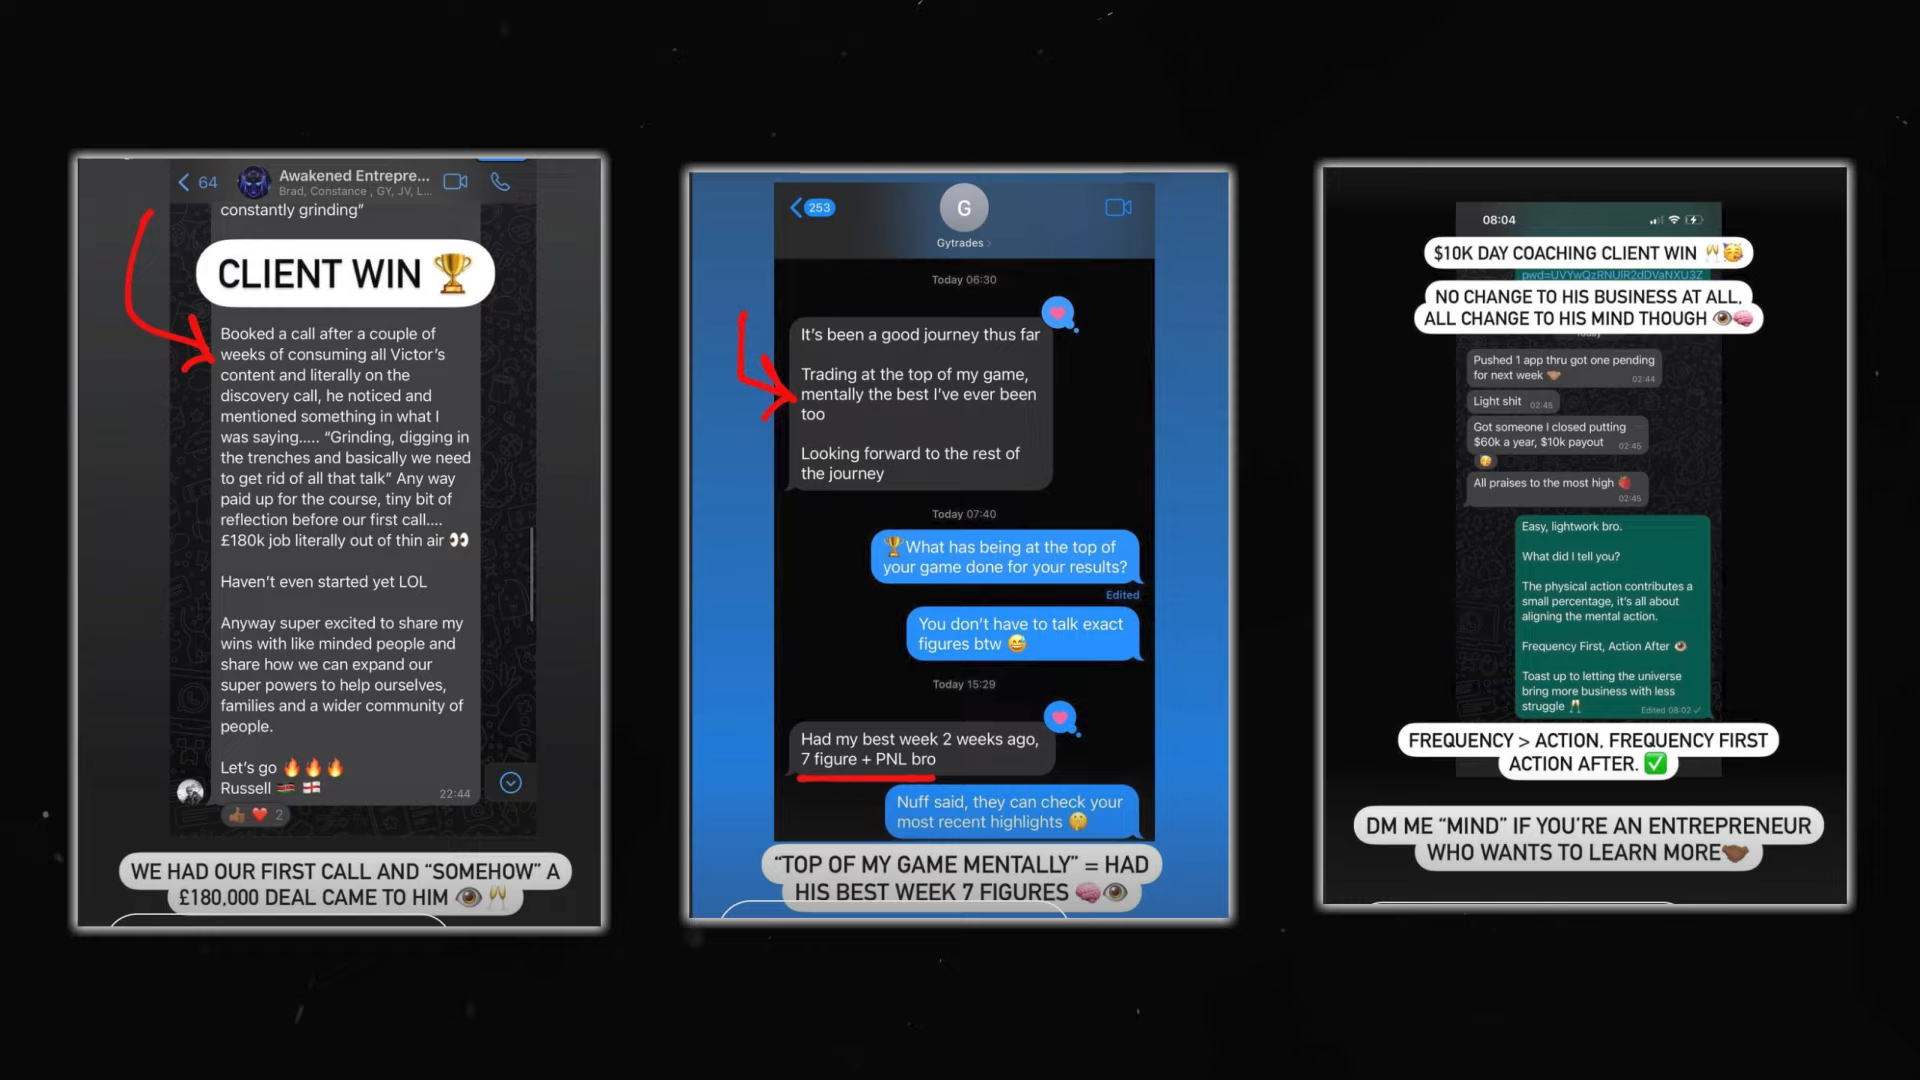 64
Awakened Entrepre...
Brad, Constance , GY, JV, L...
constantly grinding”
CLIENT WIN 🏆
Booked a call after a couple of
weeks of consuming all Victor's
content and literally on the
discovery call, he noticed and
mentioned something in what I
was saying..... “Grinding, digging in
the trenches and basically we need
to get rid of all that talk” Any way
paid up for the course, tiny bit of
reflection before our first call....
£180k job literally out of thin air 👀
Haven't even started yet LOL
Anyway super excited to share my
wins with like minded people and
share how we can expand our
super powers to help ourselves,
families and a wider community of
people.
Let's go 🔥🔥🔥
Russell 🇰🇪 🏴󠁧󠁢󠁥󠁮󠁧󠁿
22:44
👍🏾 ❤️ 2
WE HAD OUR FIRST CALL AND “SOMEHOW” A
£180,000 DEAL CAME TO HIM 👁️🥂
253
G
Gytrades
Today 06:30
It's been a good journey thus far
Trading at the top of my game,
mentally the best I've ever been
too
Looking forward to the rest of
the journey
Today 07:40
🏆What has being at the top of
your game done for your results?
Edited
You don't have to talk exact
figures btw 😅
Today 15:29
Had my best week 2 weeks ago,
7 figure + PNL bro
Nuff said, they can check your
most recent highlights 🤫
“TOP OF MY GAME MENTALLY” = HAD
HIS BEST WEEK 7 FIGURES 🧠👁️
08:04
$10K DAY COACHING CLIENT WIN 🥂🥳
pwd=UVYwQzRNUlR2dDVaNXU3Z
NO CHANGE TO HIS BUSINESS AT ALL,
ALL CHANGE TO HIS MIND THOUGH 👁️🧠
Today
Pushed 1 app thru got one pending
for next week 🤝🏾
02:44
Light shit 02:45
Got someone I closed putting
$60k a year, $10k payout 02:45
All praises to the most high
02:45
Easy, lightwork bro.
What did I tell you?
The physical action contributes a
small percentage, it's all about
aligning the mental action.
Frequency First, Action After 👁️
Toast up to letting the universe
bring more business with less
struggle 🥂
Edited 08:02 ✓
FREQUENCY > ACTION, FREQUENCY FIRST
ACTION AFTER. ✅
DM ME “MIND” IF YOU'RE AN ENTREPRENEUR
WHO WANTS TO LEARN MORE🤝🏾